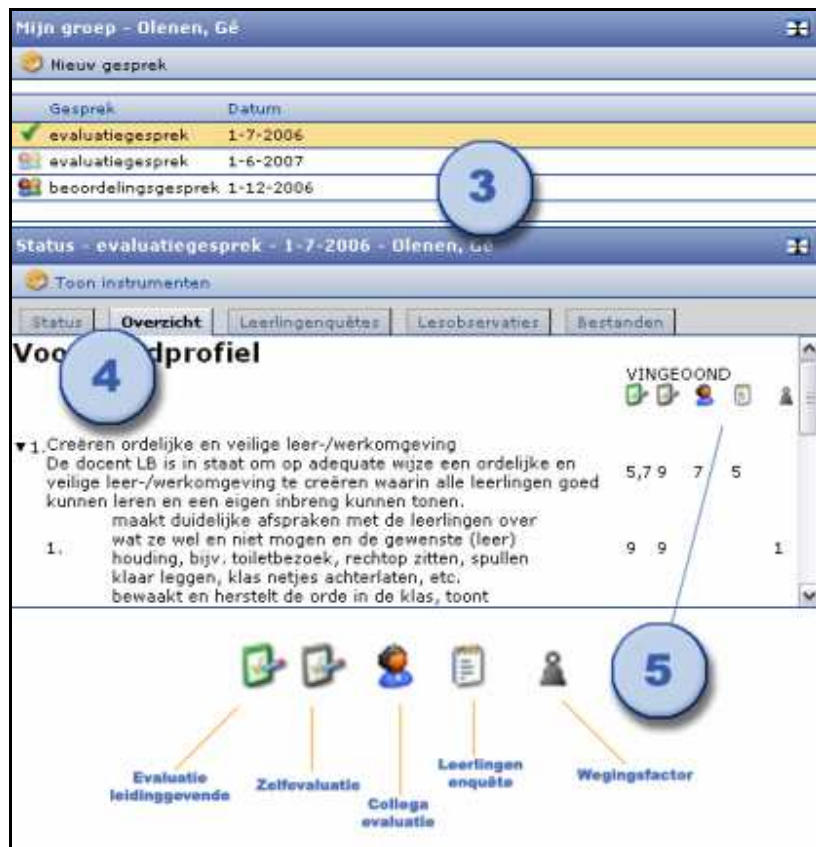 Mijn groep - Olenen, Gé
Nieuw gesprek
Gesprek Datum
evaluatiegesprek 1-7-2006
evaluatiegesprek 1-6-2007
beoordelingsgesprek 1-12-2006
3
Status - evaluatiegesprek - 1-7-2006 - Olenen, Gé
Toon instrumenten
Status Overzicht Leerlingenquêtes Lesobservaties Bestanden
4
VINGEOOND
1. Creëren ordelijke en veilige leer-/werkomgeving
De docent LB is in staat om op adequate wijze een ordelijke en
veilige leer-/werkomgeving te creëren waarin alle leerlingen goed
kunnen leren en een eigen inbreng kunnen tonen.
5,7 9 7 5
1. maakt duidelijke afspraken met de leerlingen over
wat ze wel en niet mogen en de gewenste (leer)
houding, bijv. toiletbezoek, rechtop zitten, spullen
klaar leggen, klas netjes achterlaten, etc.
9 9 1
bewaakt en herstelt de orde in de klas, toont
5
Evaluatie
leidinggevende
Zelfevaluatie
Collega
evaluatie
Leerlingen
enquête
Wegingsfactor